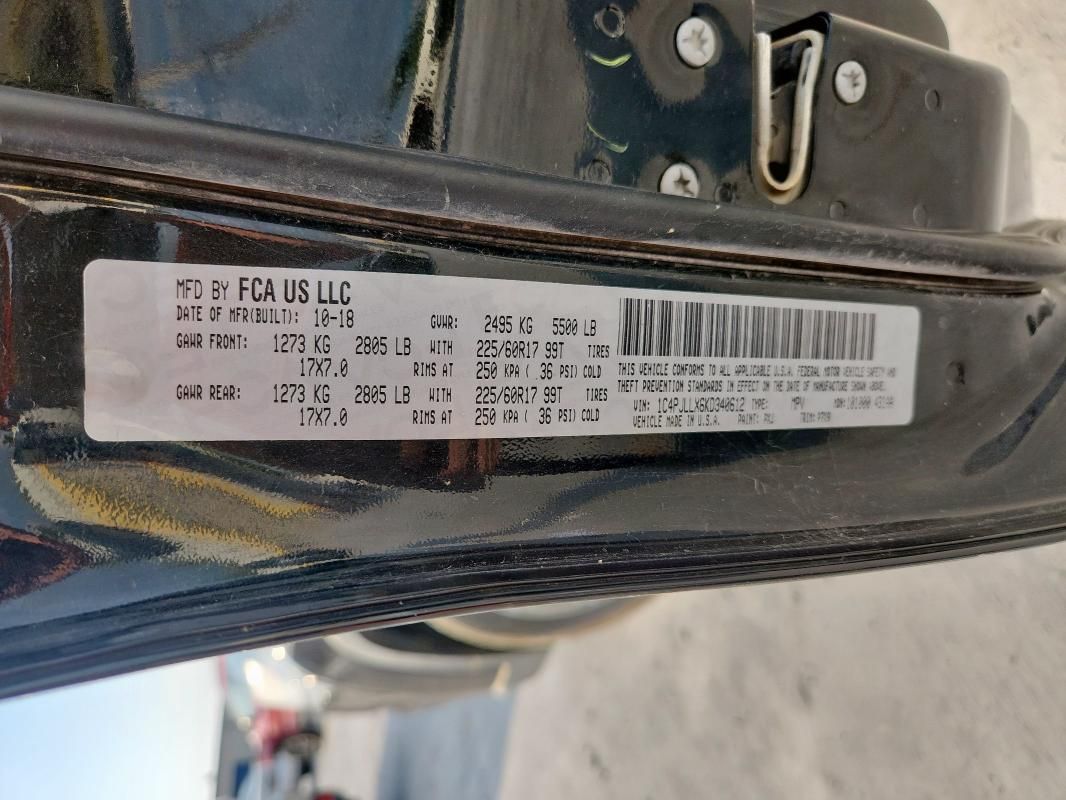 MFD BY FCA US LLC
DATE OF MFR(BUILT): 10-18 GVWR: 2495 KG 5500 LB
GAWR FRONT: 1273 KG 2805 LB WITH 225/60R17 99T TIRES
17X7.0 RIMS AT 250 KPA ( 36 PSI) COLD
GAWR REAR: 1273 KG 2805 LB WITH 225/60R17 99T TIRES
17X7.0 RIMS AT 250 KPA ( 36 PSI) COLD
THIS VEHICLE CONFORMS TO ALL APPLICABLE U.S.A. FEDERAL MOTOR VEHICLE SAFETY AND
THEFT PREVENTION STANDARDS IN EFFECT ON THE DATE OF MANUFACTURE SHOWN ABOVE.
VIN: 1C4PJLLX6KD340612 TYPE: MPV MDH: 101800
VEHICLE MADE IN U.S.A. PAINT: PXJ TRIM: